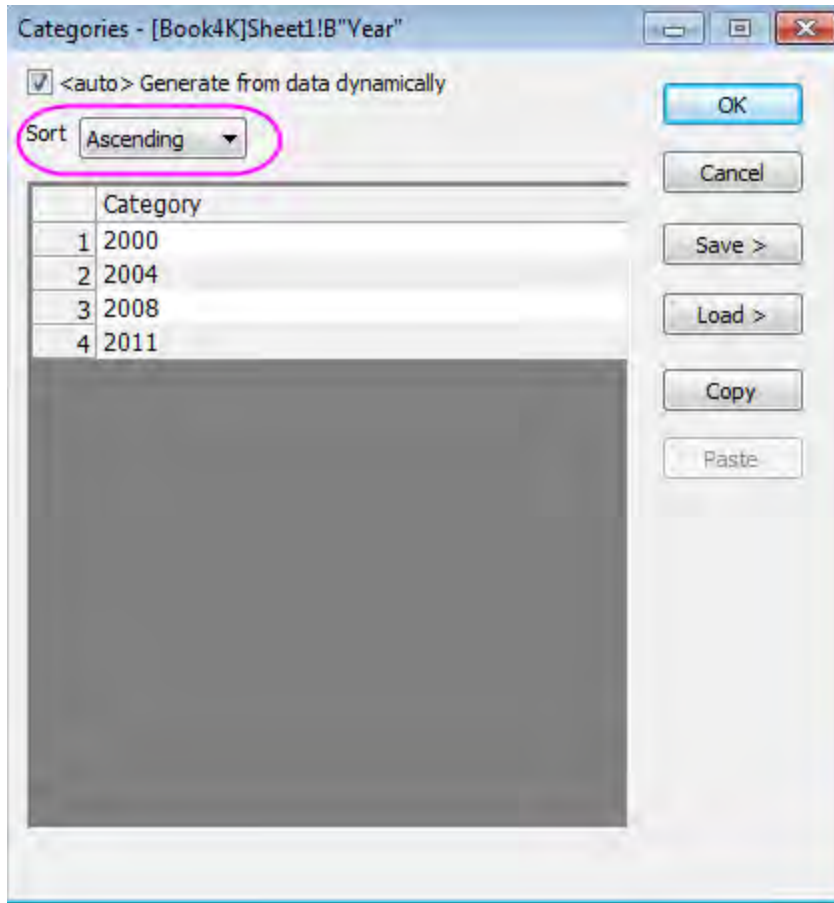 Categories - [Book4K]Sheet1!B"Year"
<auto> Generate from data dynamically
Sort Ascending
OK
Cancel
Save >
Load >
Copy
Paste
Category
1 2000
2 2004
3 2008
4 2011